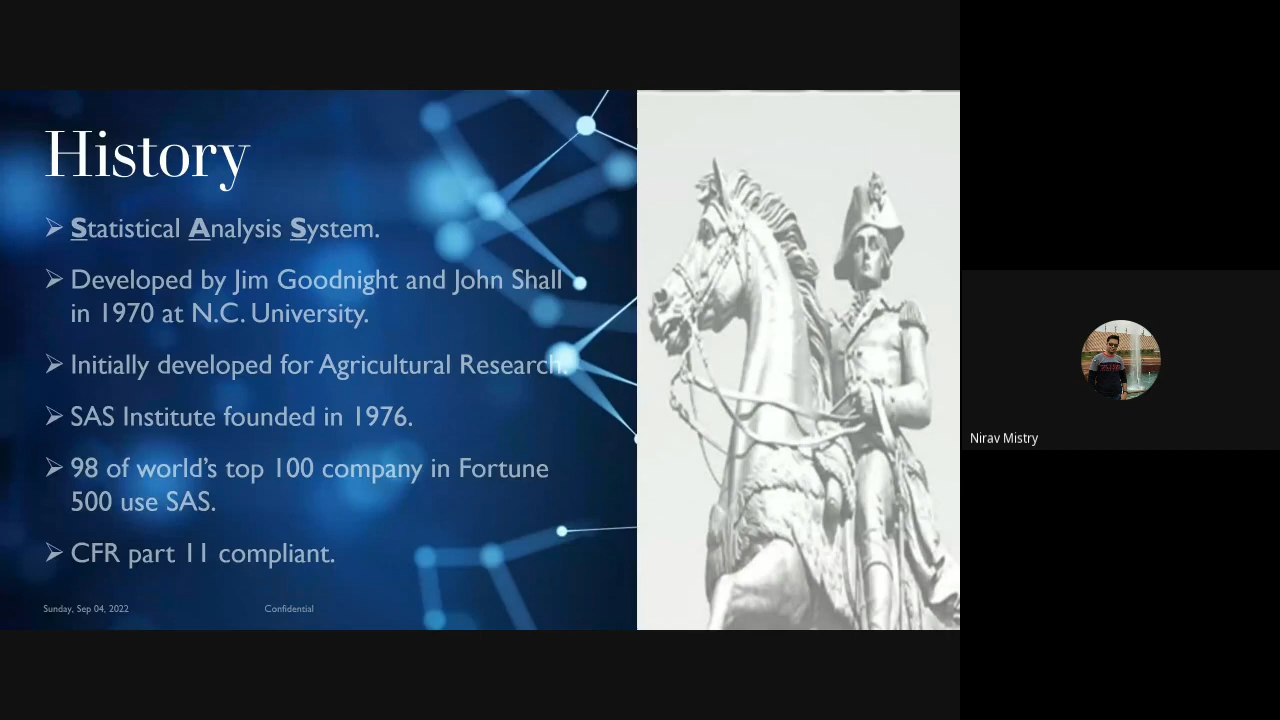 History
➢ Statistical Analysis System.
➢ Developed by Jim Goodnight and John Shall
in 1970 at N.C. University.
➢ Initially developed for Agricultural Research.
➢ SAS Institute founded in 1976.
➢ 98 of world's top 100 company in Fortune
500 use SAS.
➢ CFR part 11 compliant.
Sunday, Sep 04, 2022 Confidential
Nirav Mistry